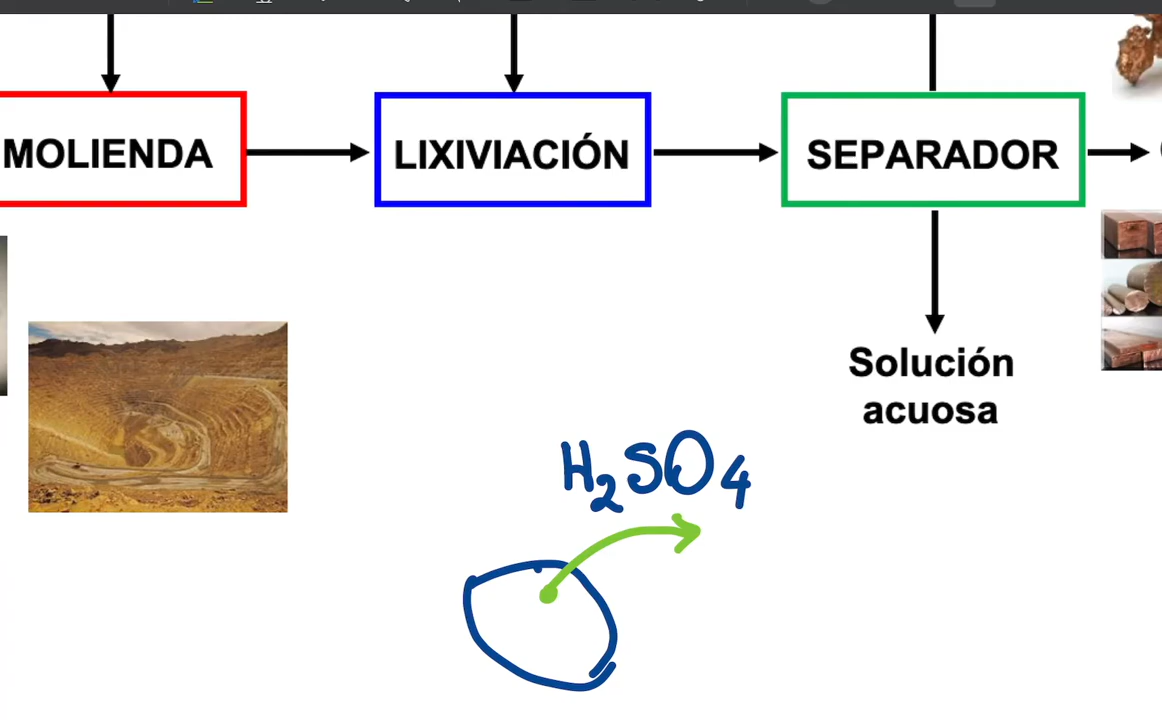 MOLIENDA
LIXIVIACIÓN
SEPARADOR
Solución
acuosa
H₂SO₄